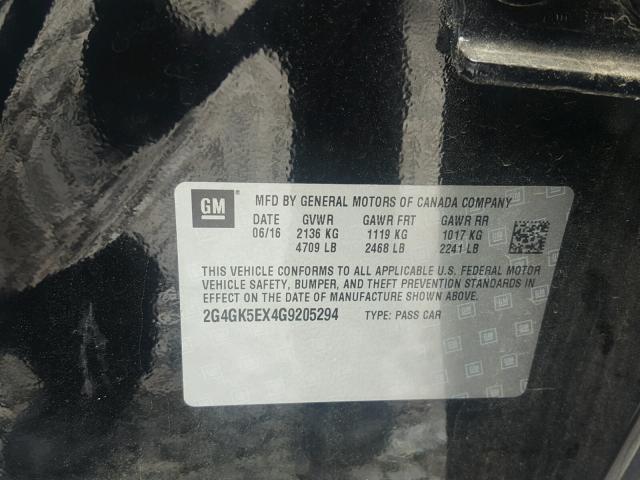 GM
MFD BY GENERAL MOTORS OF CANADA COMPANY
DATE GVWR GAWR FRT GAWR RR
06/16 2136 KG 1119 KG 1017 KG
4709 LB 2468 LB 2241 LB
THIS VEHICLE CONFORMS TO ALL APPLICABLE U.S. FEDERAL MOTOR
VEHICLE SAFETY, BUMPER, AND THEFT PREVENTION STANDARDS IN
EFFECT ON THE DATE OF MANUFACTURE SHOWN ABOVE.
2G4GK5EX4G9205294 TYPE: PASS CAR